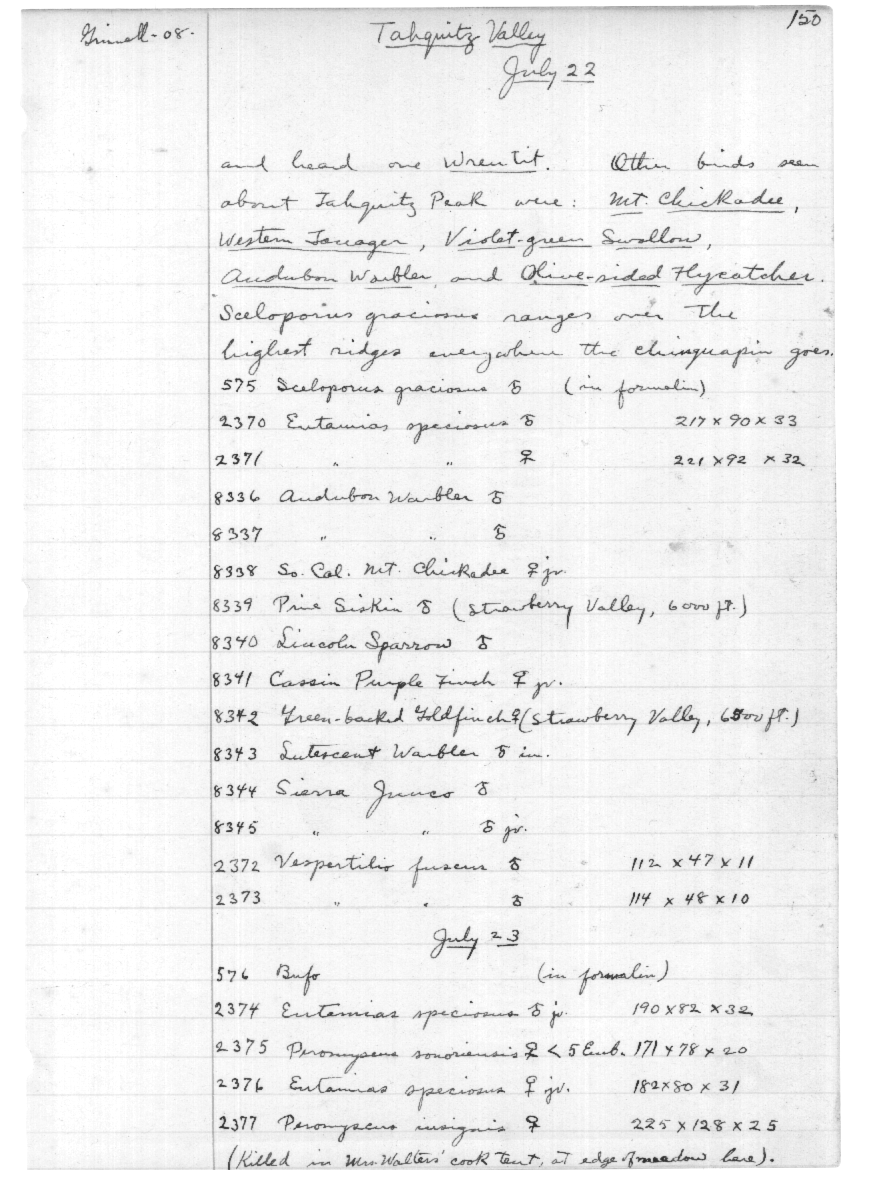 150
Grinnell-08.
Tahquitz Valley
July 22
and heard one Wrentit. Other birds seen
about Tahquitz Peak were: Mt. Chickadee,
Western Tanager, Violet-green Swallow,
Audubon Warbler, and Olive-sided Flycatcher.
Sceloporus graciosus ranges over the
highest ridges everywhere the chinquapin goes.
575 Sceloporus graciosus ♂ (in formalin)
2370 Eutamias speciosus ♂ 217 x 90 x 33
2371 " " ♀ 221 x 92 x 32
8336 Audubon Warbler ♂
8337 " " ♂
8338 So. Cal. Mt. Chickadee ♀ jv.
8339 Pine Siskin ♂ (Strawberry Valley, 6000 ft.)
8340 Lincoln Sparrow ♂
8341 Cassin Purple Finch ♀ jv.
8342 Green-backed Goldfinch ♀ (Strawberry Valley, 6500 ft.)
8343 Lutescent Warbler ♂ im.
8344 Sierra Junco ♂
8345 " " ♂ jv.
2372 Vespertilio fuscus ♂ 112 x 47 x 11
2373 " " ♂ 114 x 48 x 10
July 23
576 Bufo (in formalin)
2374 Eutamias speciosus ♂ jv. 190 x 82 x 32
2375 Peromyscus sonoriensis ♀ < 5 Emb. 171 x 78 x 20
2376 Eutamias speciosus ♀ jv. 182 x 80 x 31
2377 Peromyscus insignis ♀ 225 x 128 x 25
(Killed in Mrs. Walters' cook tent, at edge of meadow here).